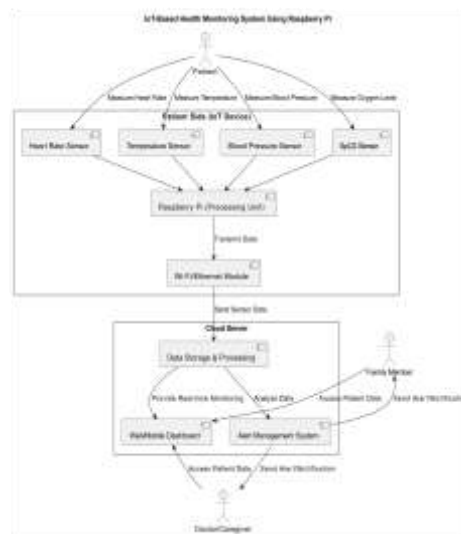 IoT-Based Health Monitoring System Using Raspberry Pi
Patient
Measure Heart Rate
Measure Temperature
Measure Blood Pressure
Measure Oxygen Level
Patient Side (IoT Device)
Heart Rate Sensor
Temperature Sensor
Blood Pressure Sensor
SpO2 Sensor
Raspberry Pi (Processing Unit)
Transmit Data
Wi-Fi/Ethernet Module
Send Sensor Data
Cloud Server
Data Storage & Processing
Family Member
Provide Real-time Monitoring
Analyze Data
Access Patient Data
Send Alert/Notification
Web/Mobile Dashboard
Alert Management System
Access Patient Data
Send Alert/Notification
Doctor/Caregiver